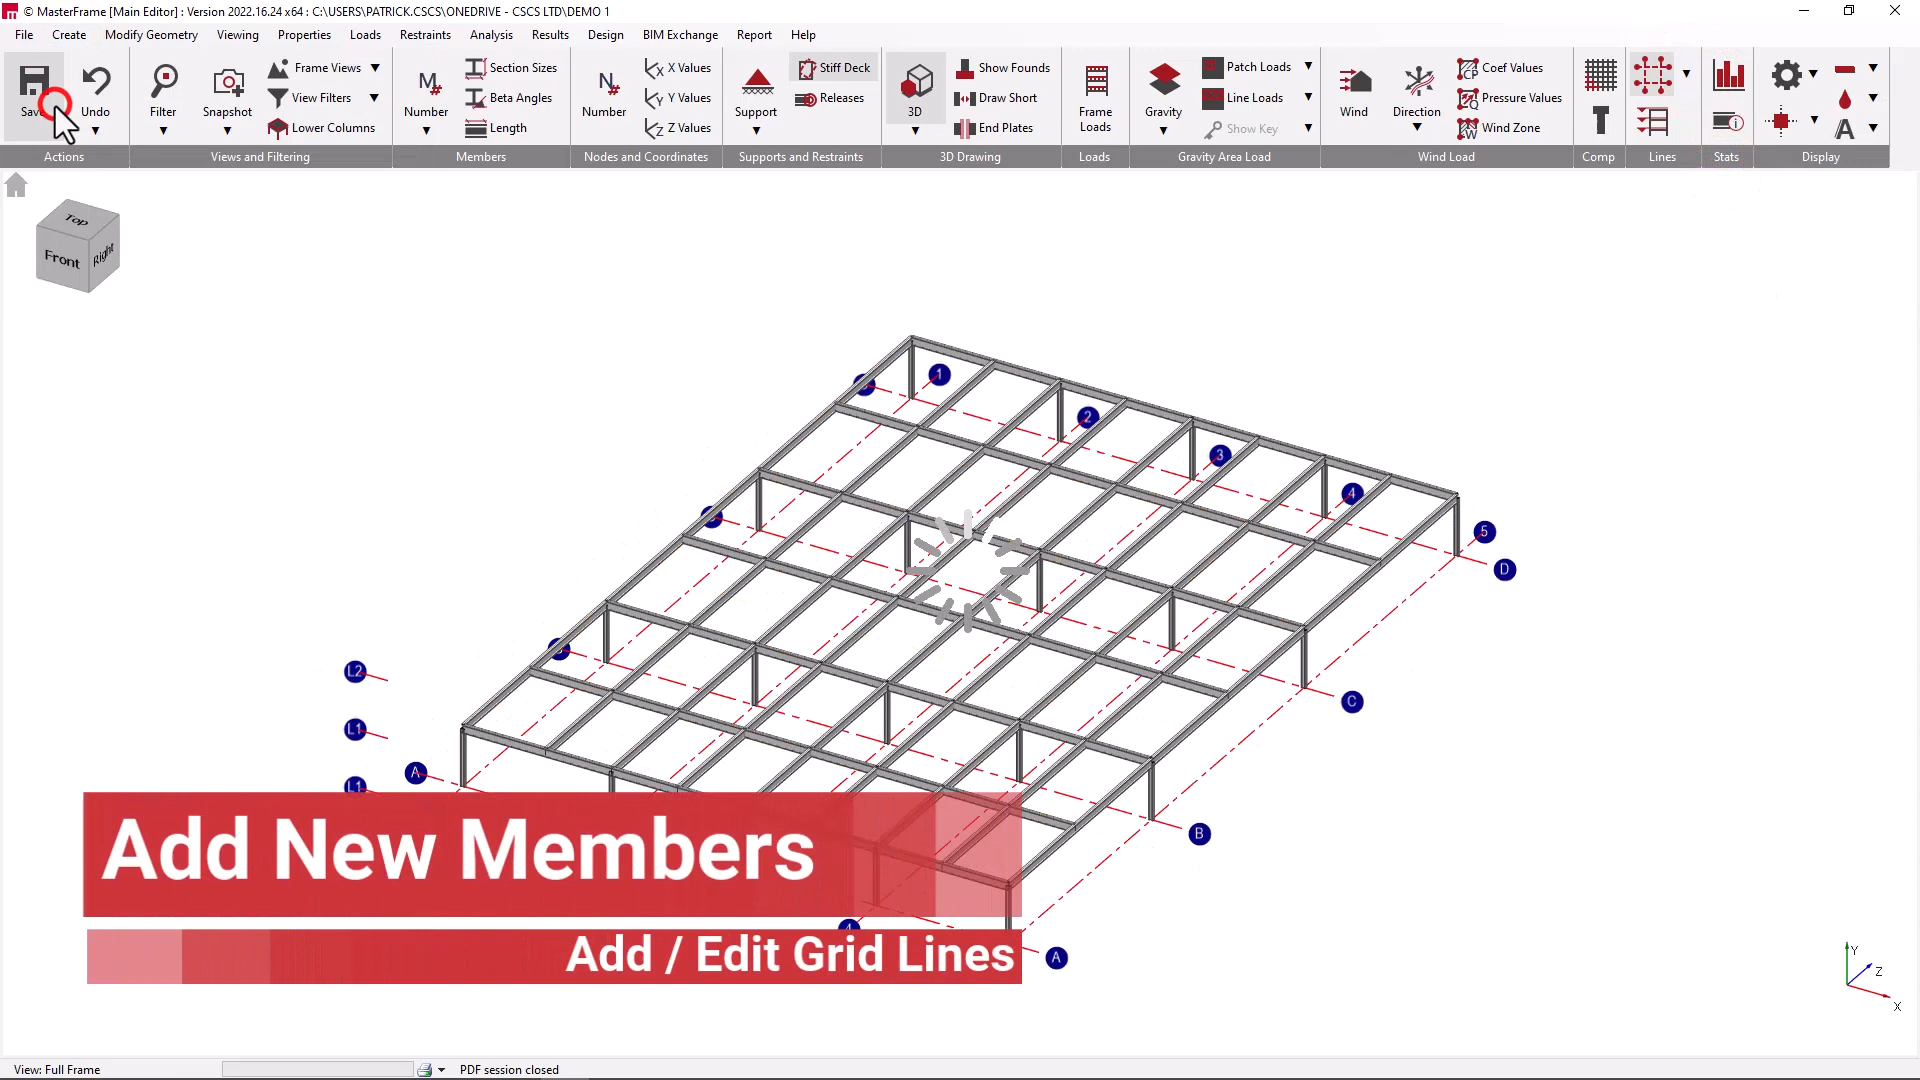 © MasterFrame [Main Editor] : Version 2022.16.24 x64 : C:\USERS\PATRICK.CSCS\ONEDRIVE - CSCS LTD\DEMO 1
File Create Modify Geometry Viewing Properties Loads Restraints Analysis Results Design BIM Exchange Report Help
Frame Views Section Sizes X Values Stiff Deck Show Founds Patch Loads Coef Values
View Filters Beta Angles Y Values Releases Draw Short Line Loads Pressure Values
Save Undo Filter Snapshot Number Number Support 3D Frame Loads Gravity Wind Direction
Lower Columns Length Z Values End Plates Show Key Wind Zone
Actions Views and Filtering Members Nodes and Coordinates Supports and Restraints 3D Drawing Loads Gravity Area Load Wind Load Comp Lines Stats Display
Top
Front Right
1
2
3
4
5
D
L2
C
L1
A
L1
B
Add New Members
4
Add / Edit Grid Lines
A
Y
Z
X
View: Full Frame PDF session closed